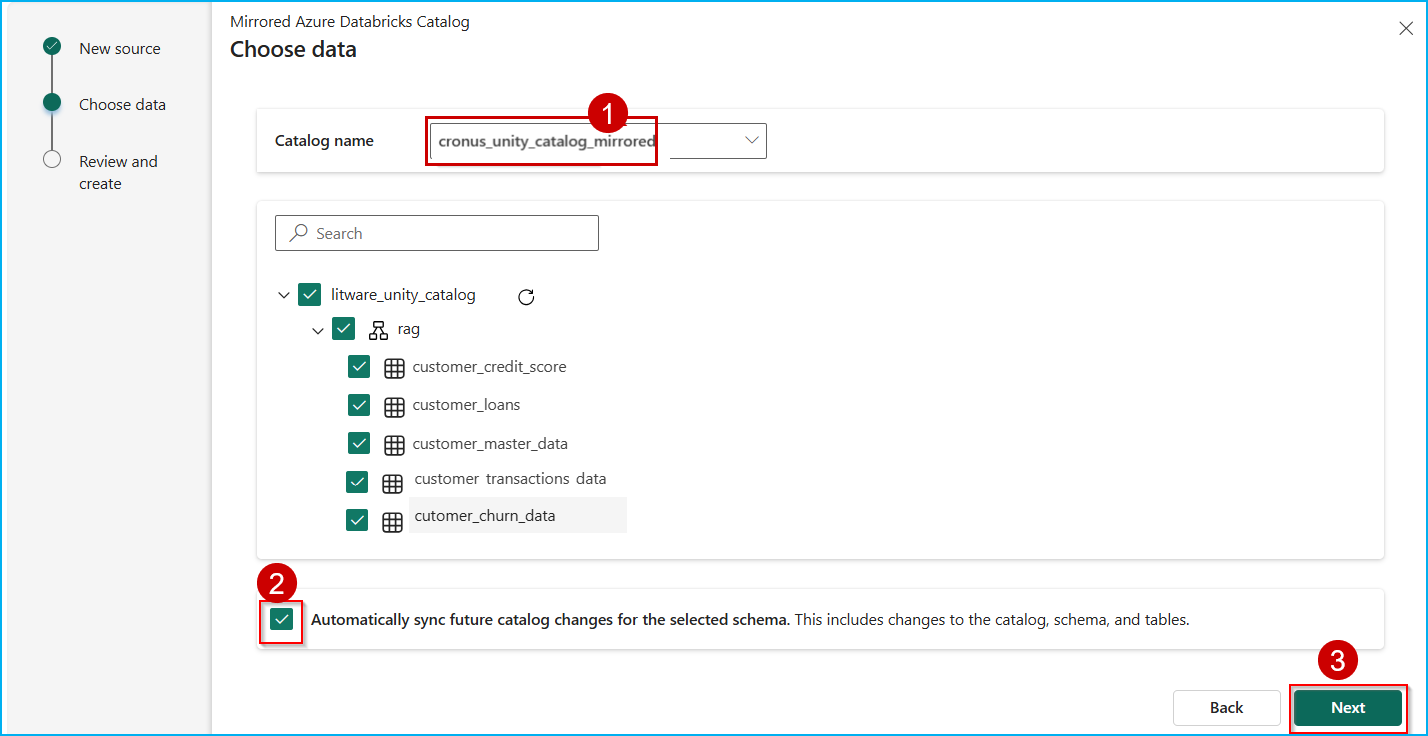 Mirrored Azure Databricks Catalog
Choose data
New source
Choose data
Review and
create
1
Catalog name
cronus_unity_catalog_mirrored
Search
litware_unity_catalog
rag
customer_credit_score
customer_loans
customer_master_data
customer transactions data
cutomer_churn_data
2
Automatically sync future catalog changes for the selected schema. This includes changes to the catalog, schema, and tables.
3
Back
Next